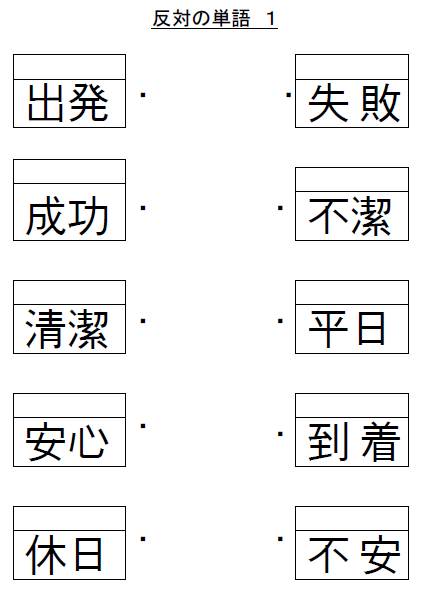 反対の単語 1
出発 ・ ・ 失敗
成功 ・ ・ 不潔
清潔 ・ ・ 平日
安心 ・ ・ 到着
休日 ・ ・ 不安